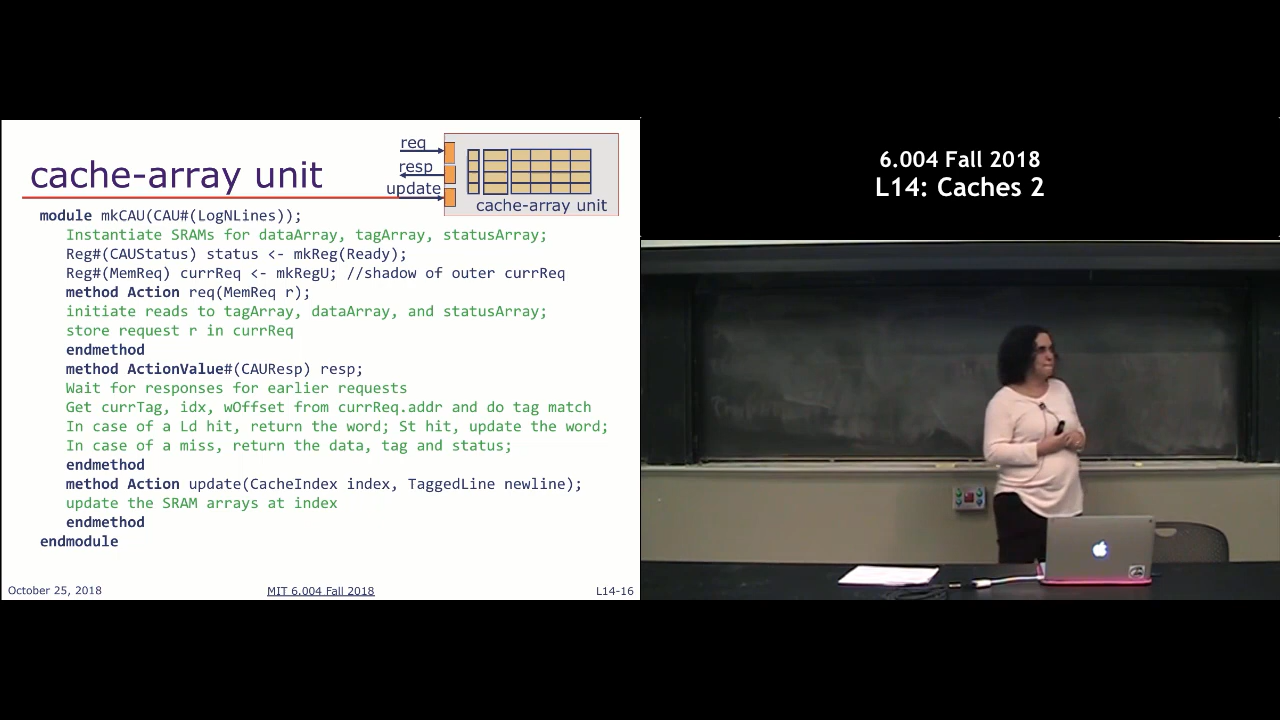 req
resp
update
cache-array unit
cache-array unit
module mkCAU(CAU#(LogNLines));
Instantiate SRAMs for dataArray, tagArray, statusArray;
Reg#(CAUStatus) status <- mkReg(Ready);
Reg#(MemReq) currReq <- mkRegU; //shadow of outer currReq
method Action req(MemReq r);
initiate reads to tagArray, dataArray, and statusArray;
store request r in currReq
endmethod
method ActionValue#(CAUResp) resp;
Wait for responses for earlier requests
Get currTag, idx, wOffset from currReq.addr and do tag match
In case of a Ld hit, return the word; St hit, update the word;
In case of a miss, return the data, tag and status;
endmethod
method Action update(CacheIndex index, TaggedLine newline);
update the SRAM arrays at index
endmethod
endmodule
October 25, 2018
MIT 6.004 Fall 2018
L14-16
6.004 Fall 2018
L14: Caches 2